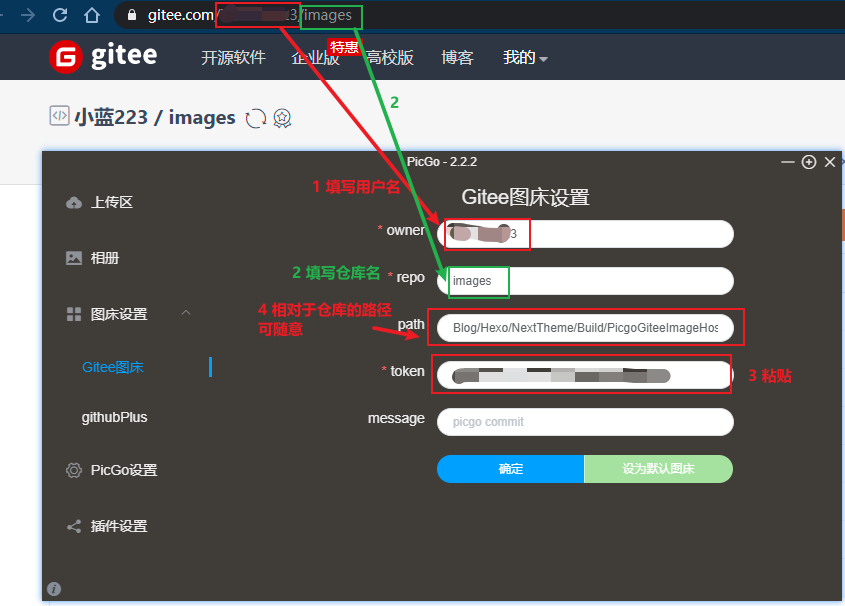 gitee.com/ 3/images
gitee
开源软件 企业版 特惠 高校版 博客 我的
小蓝223 / images
2
PicGo - 2.2.2
上传区
相册
图床设置
Gitee图床
githubPlus
PicGo设置
插件设置
Gitee图床设置
1 填写用户名
* owner 3
2 填写仓库名
* repo images
4 相对于仓库的路径
可随意
path Blog/Hexo/NextTheme/Build/PicgoGiteeImageHos
* token
3 粘贴
message picgo commit
确定 设为默认图床